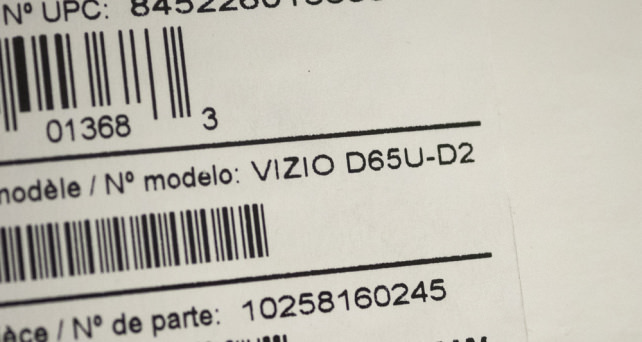 Nº UPC:
01368 3
modèle / Nº modelo: VIZIO D65U-D2
/ Nº de parte: 10258160245